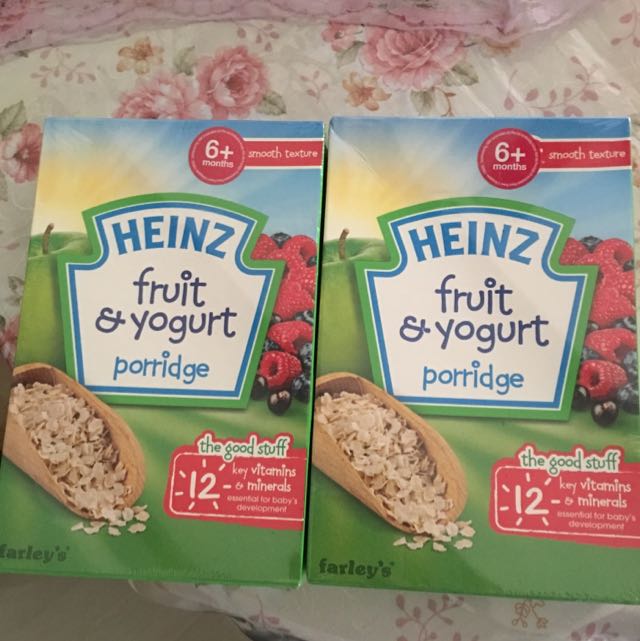 6+
months
smooth texture
HEINZ
fruit
& yogurt
porridge
the good stuff
12
key vitamins
& minerals
essential for baby's
development
farley's
6+
months
smooth texture
HEINZ
fruit
& yogurt
porridge
the good stuff
12
key vitamins
& minerals
essential for baby's
development
farley's